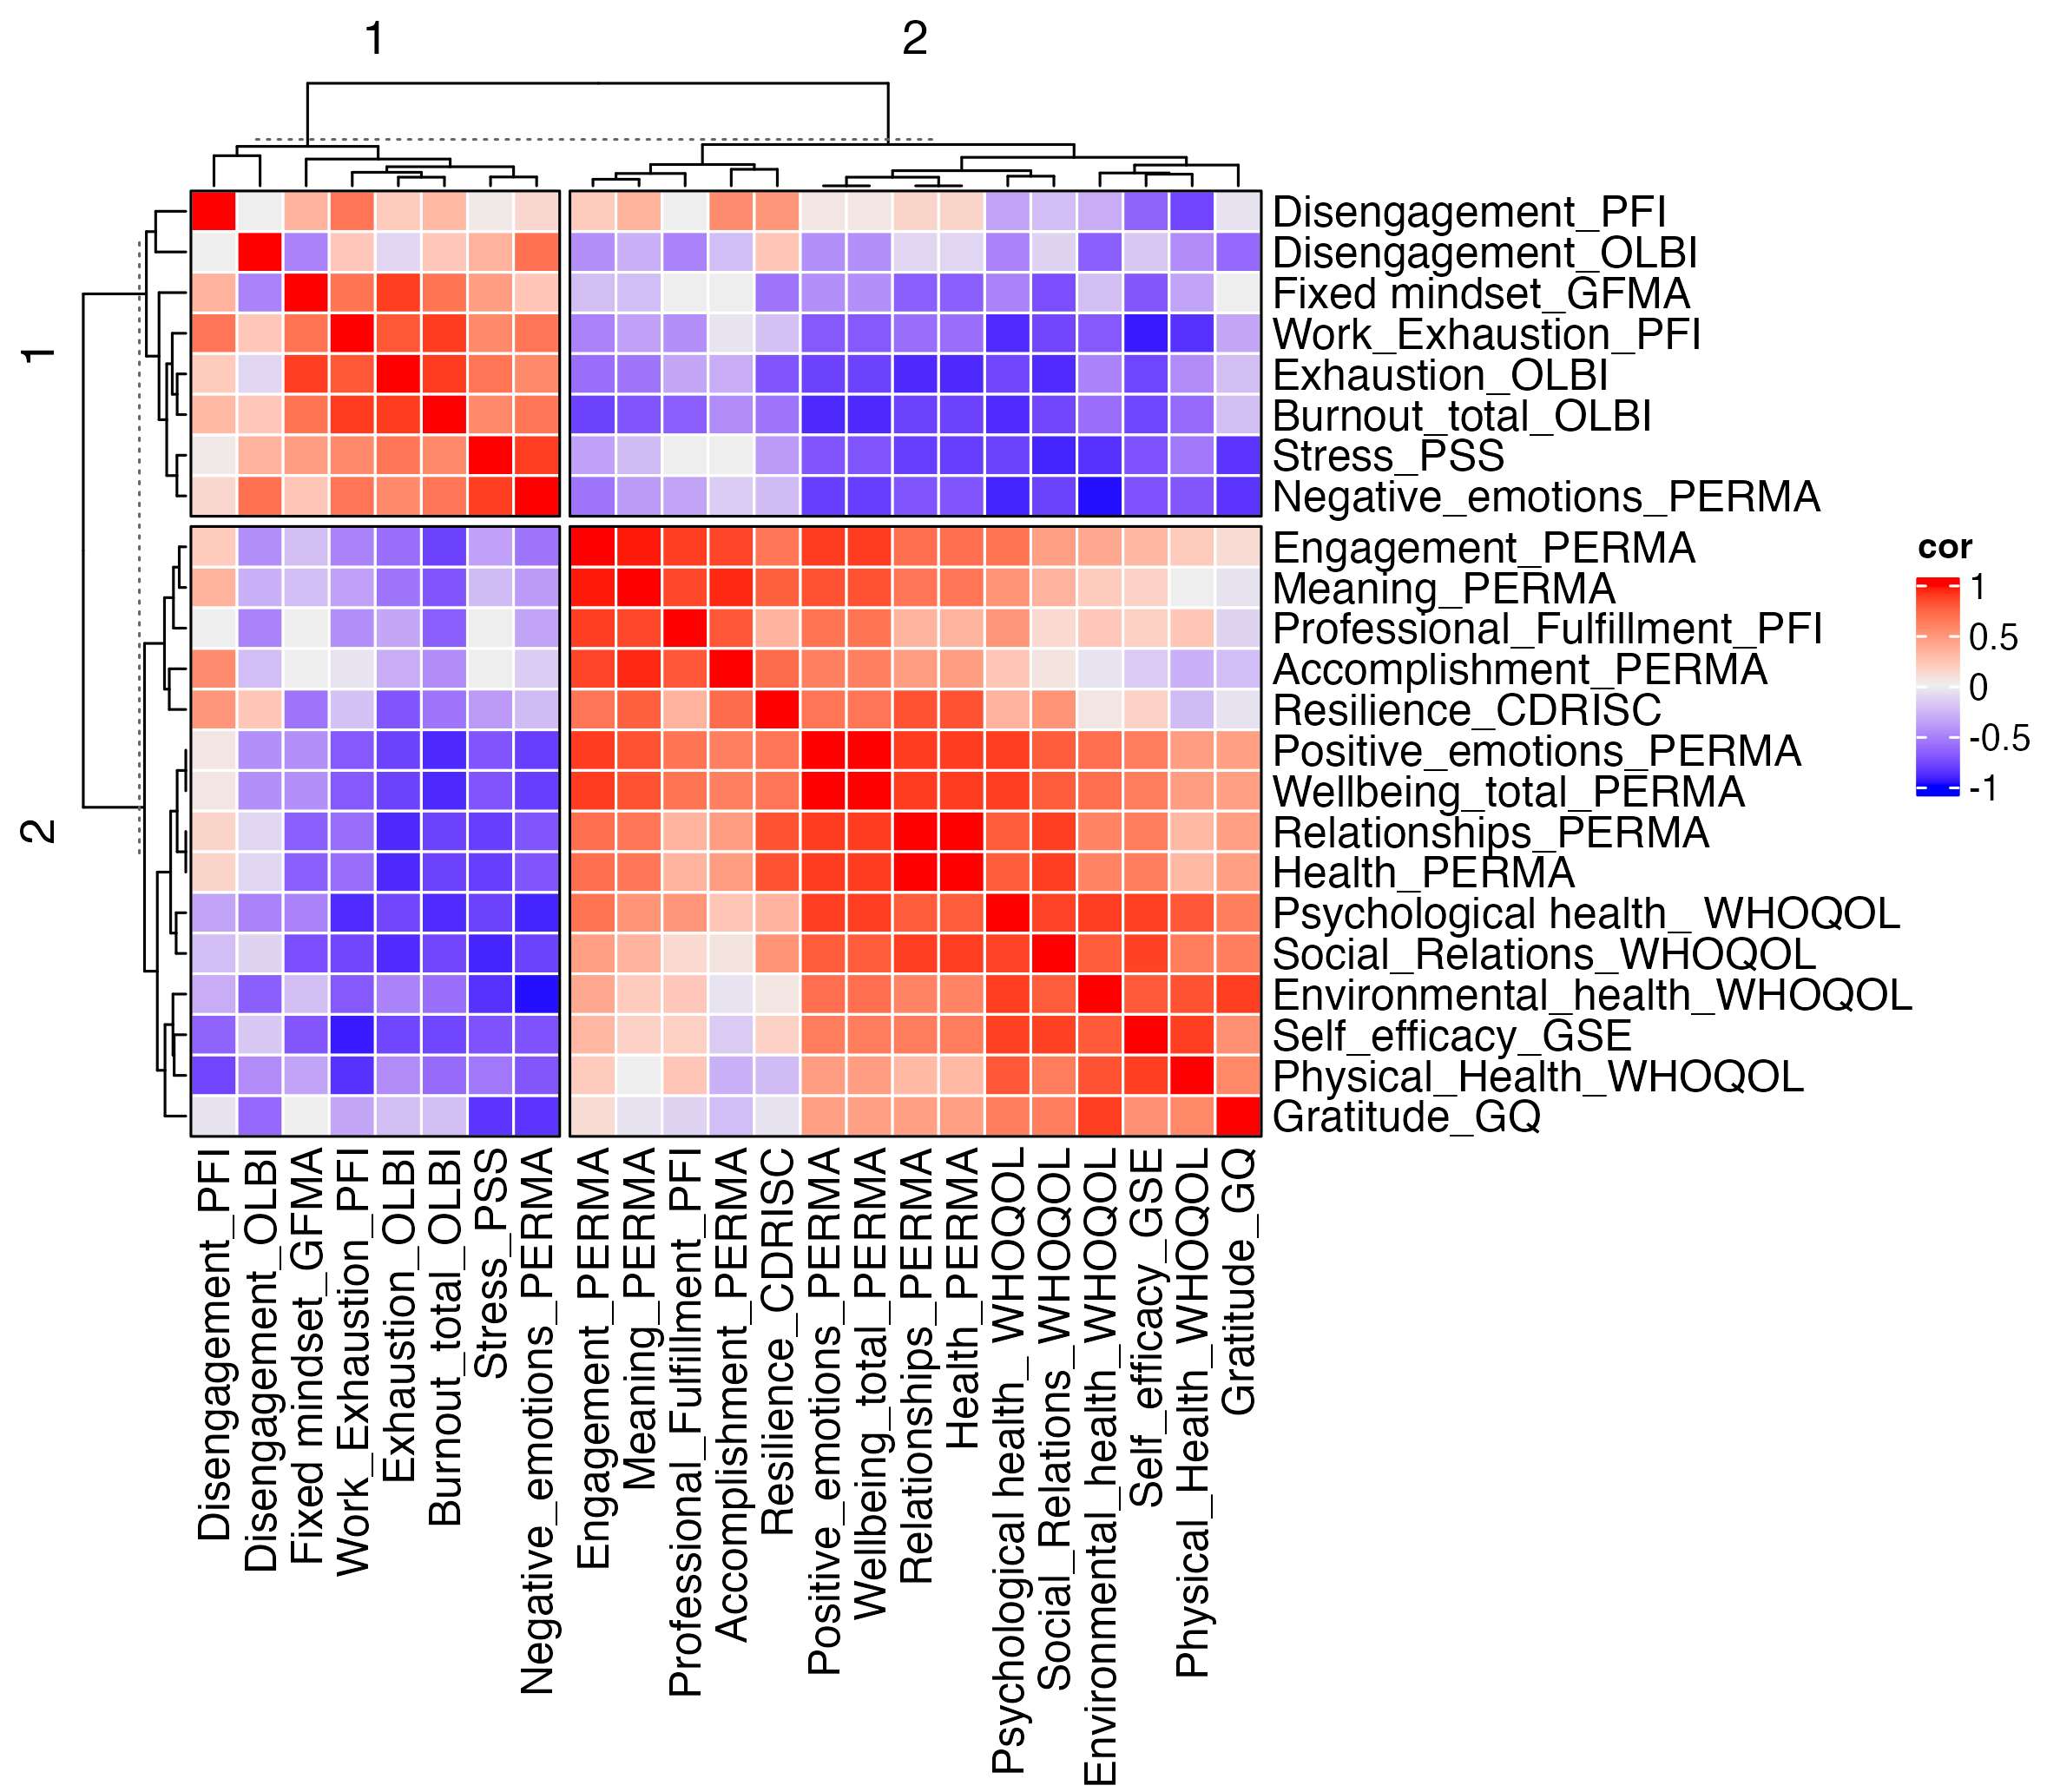 1
2
1
2
Disengagement_PFI
Disengagement_OLBI
Fixed mindset_GFMA
Work_Exhaustion_PFI
Exhaustion_OLBI
Burnout_total_OLBI
Stress_PSS
Negative_emotions_PERMA
Engagement_PERMA
Meaning_PERMA
Professional_Fulfillment_PFI
Accomplishment_PERMA
Resilience_CDRISC
Positive_emotions_PERMA
Wellbeing_total_PERMA
Relationships_PERMA
Health_PERMA
Psychological health_ WHOQOL
Social_Relations_WHOQOL
Environmental_health_WHOQOL
Self_efficacy_GSE
Physical_Health_WHOQOL
Gratitude_GQ
cor
1
0.5
0
-0.5
-1
Disengagement_PFI
Disengagement_OLBI
Fixed mindset_GFMA
Work_Exhaustion_PFI
Exhaustion_OLBI
Burnout_total_OLBI
Stress_PSS
Negative_emotions_PERMA
Engagement_PERMA
Meaning_PERMA
Professional_Fulfillment_PFI
Accomplishment_PERMA
Resilience_CDRISC
Positive_emotions_PERMA
Wellbeing_total_PERMA
Relationships_PERMA
Health_PERMA
Psychological health_ WHOQOL
Social_Relations_WHOQOL
Environmental_health_WHOQOL
Self_efficacy_GSE
Physical_Health_WHOQOL
Gratitude_GQ